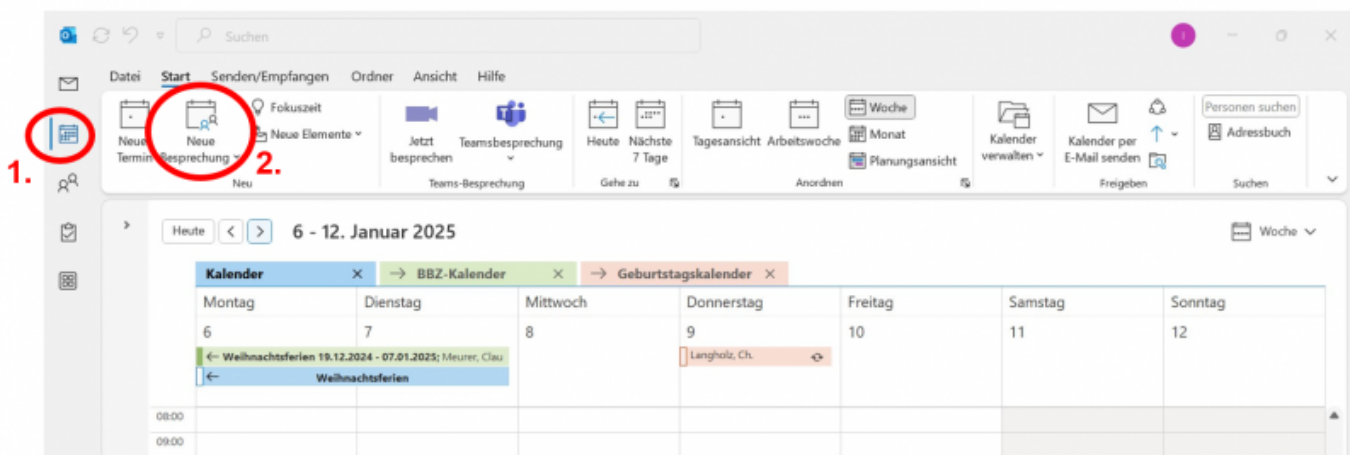 Suchen
Datei Start Senden/Empfangen Ordner Ansicht Hilfe
1.
2.
Neuer Termin
Neue Besprechung
Fokuszeit
Neue Elemente
Neu
Jetzt besprechen
Teamsbesprechung
Teams-Besprechung
Heute
Nächste 7 Tage
Gehe zu
Tagesansicht
Arbeitswoche
Woche
Monat
Planungsansicht
Anordnen
Kalender verwalten
Kalender per E-Mail senden
Freigeben
Personen suchen
Adressbuch
Suchen
Heute < > 6 - 12. Januar 2025
Woche
Kalender × → BBZ-Kalender × → Geburtstagskalender ×
Montag Dienstag Mittwoch Donnerstag Freitag Samstag Sonntag
6 7 8 9 10 11 12
← Weihnachtsferien 19.12.2024 - 07.01.2025; Meurer, Clau
Langholz, Ch.
← Weihnachtsferien
08:00
09:00